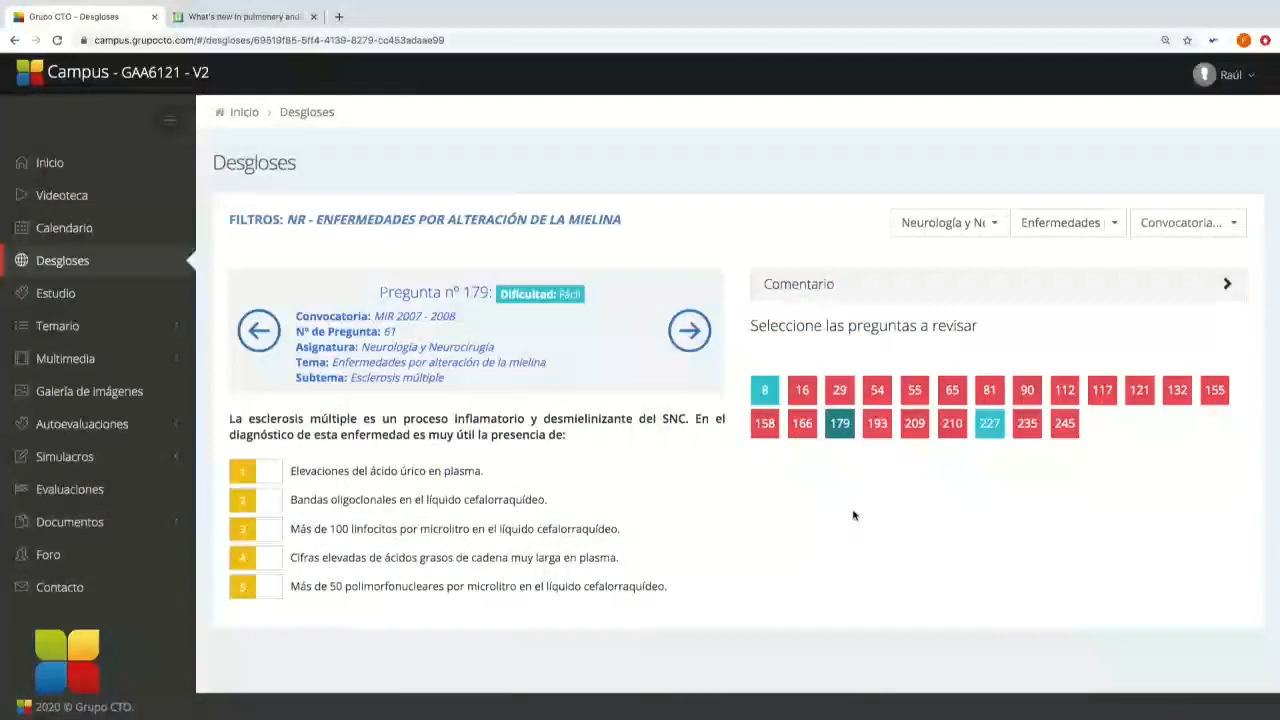 Grupo CTO - Desgloses
What's new in pulmonary and
campus.grupocto.com/#/desgloses/69519f85-5ff4-4139-8279-cc453adaae99
Campus - GAA6121 - V2
Raúl
Inicio > Desgloses
Inicio
Videoteca
Calendario
Desgloses
Estudio
Temario
Multimedia
Galería de Imágenes
Autoevaluaciones
Simulacros
Evaluaciones
Documentos
Foro
Contacto
2020 © Grupo CTO.
Desgloses
FILTROS: NR - ENFERMEDADES POR ALTERACIÓN DE LA MIELINA
Neurología y Ne
Enfermedades
Convocatoria...
Pregunta nº 179: Dificultad: Fácil
Convocatoria: MIR 2007 - 2008
Nº de Pregunta: 61
Asignatura: Neurología y Neurocirugía
Tema: Enfermedades por alteración de la mielina
Subtema: Esclerosis múltiple
La esclerosis múltiple es un proceso inflamatorio y desmielinizante del SNC. En el
diagnóstico de esta enfermedad es muy útil la presencia de:
1 Elevaciones del ácido úrico en plasma.
2 Bandas oligoclonales en el líquido cefalorraquídeo.
3 Más de 100 linfocitos por microlitro en el líquido cefalorraquídeo.
4 Cifras elevadas de ácidos grasos de cadena muy larga en plasma.
5 Más de 50 polimorfonucleares por microlitro en el líquido cefalorraquídeo.
Comentario
Seleccione las preguntas a revisar
8 16 29 54 55 65 81 90 112 117 121 132 155
158 166 179 193 209 210 227 235 245